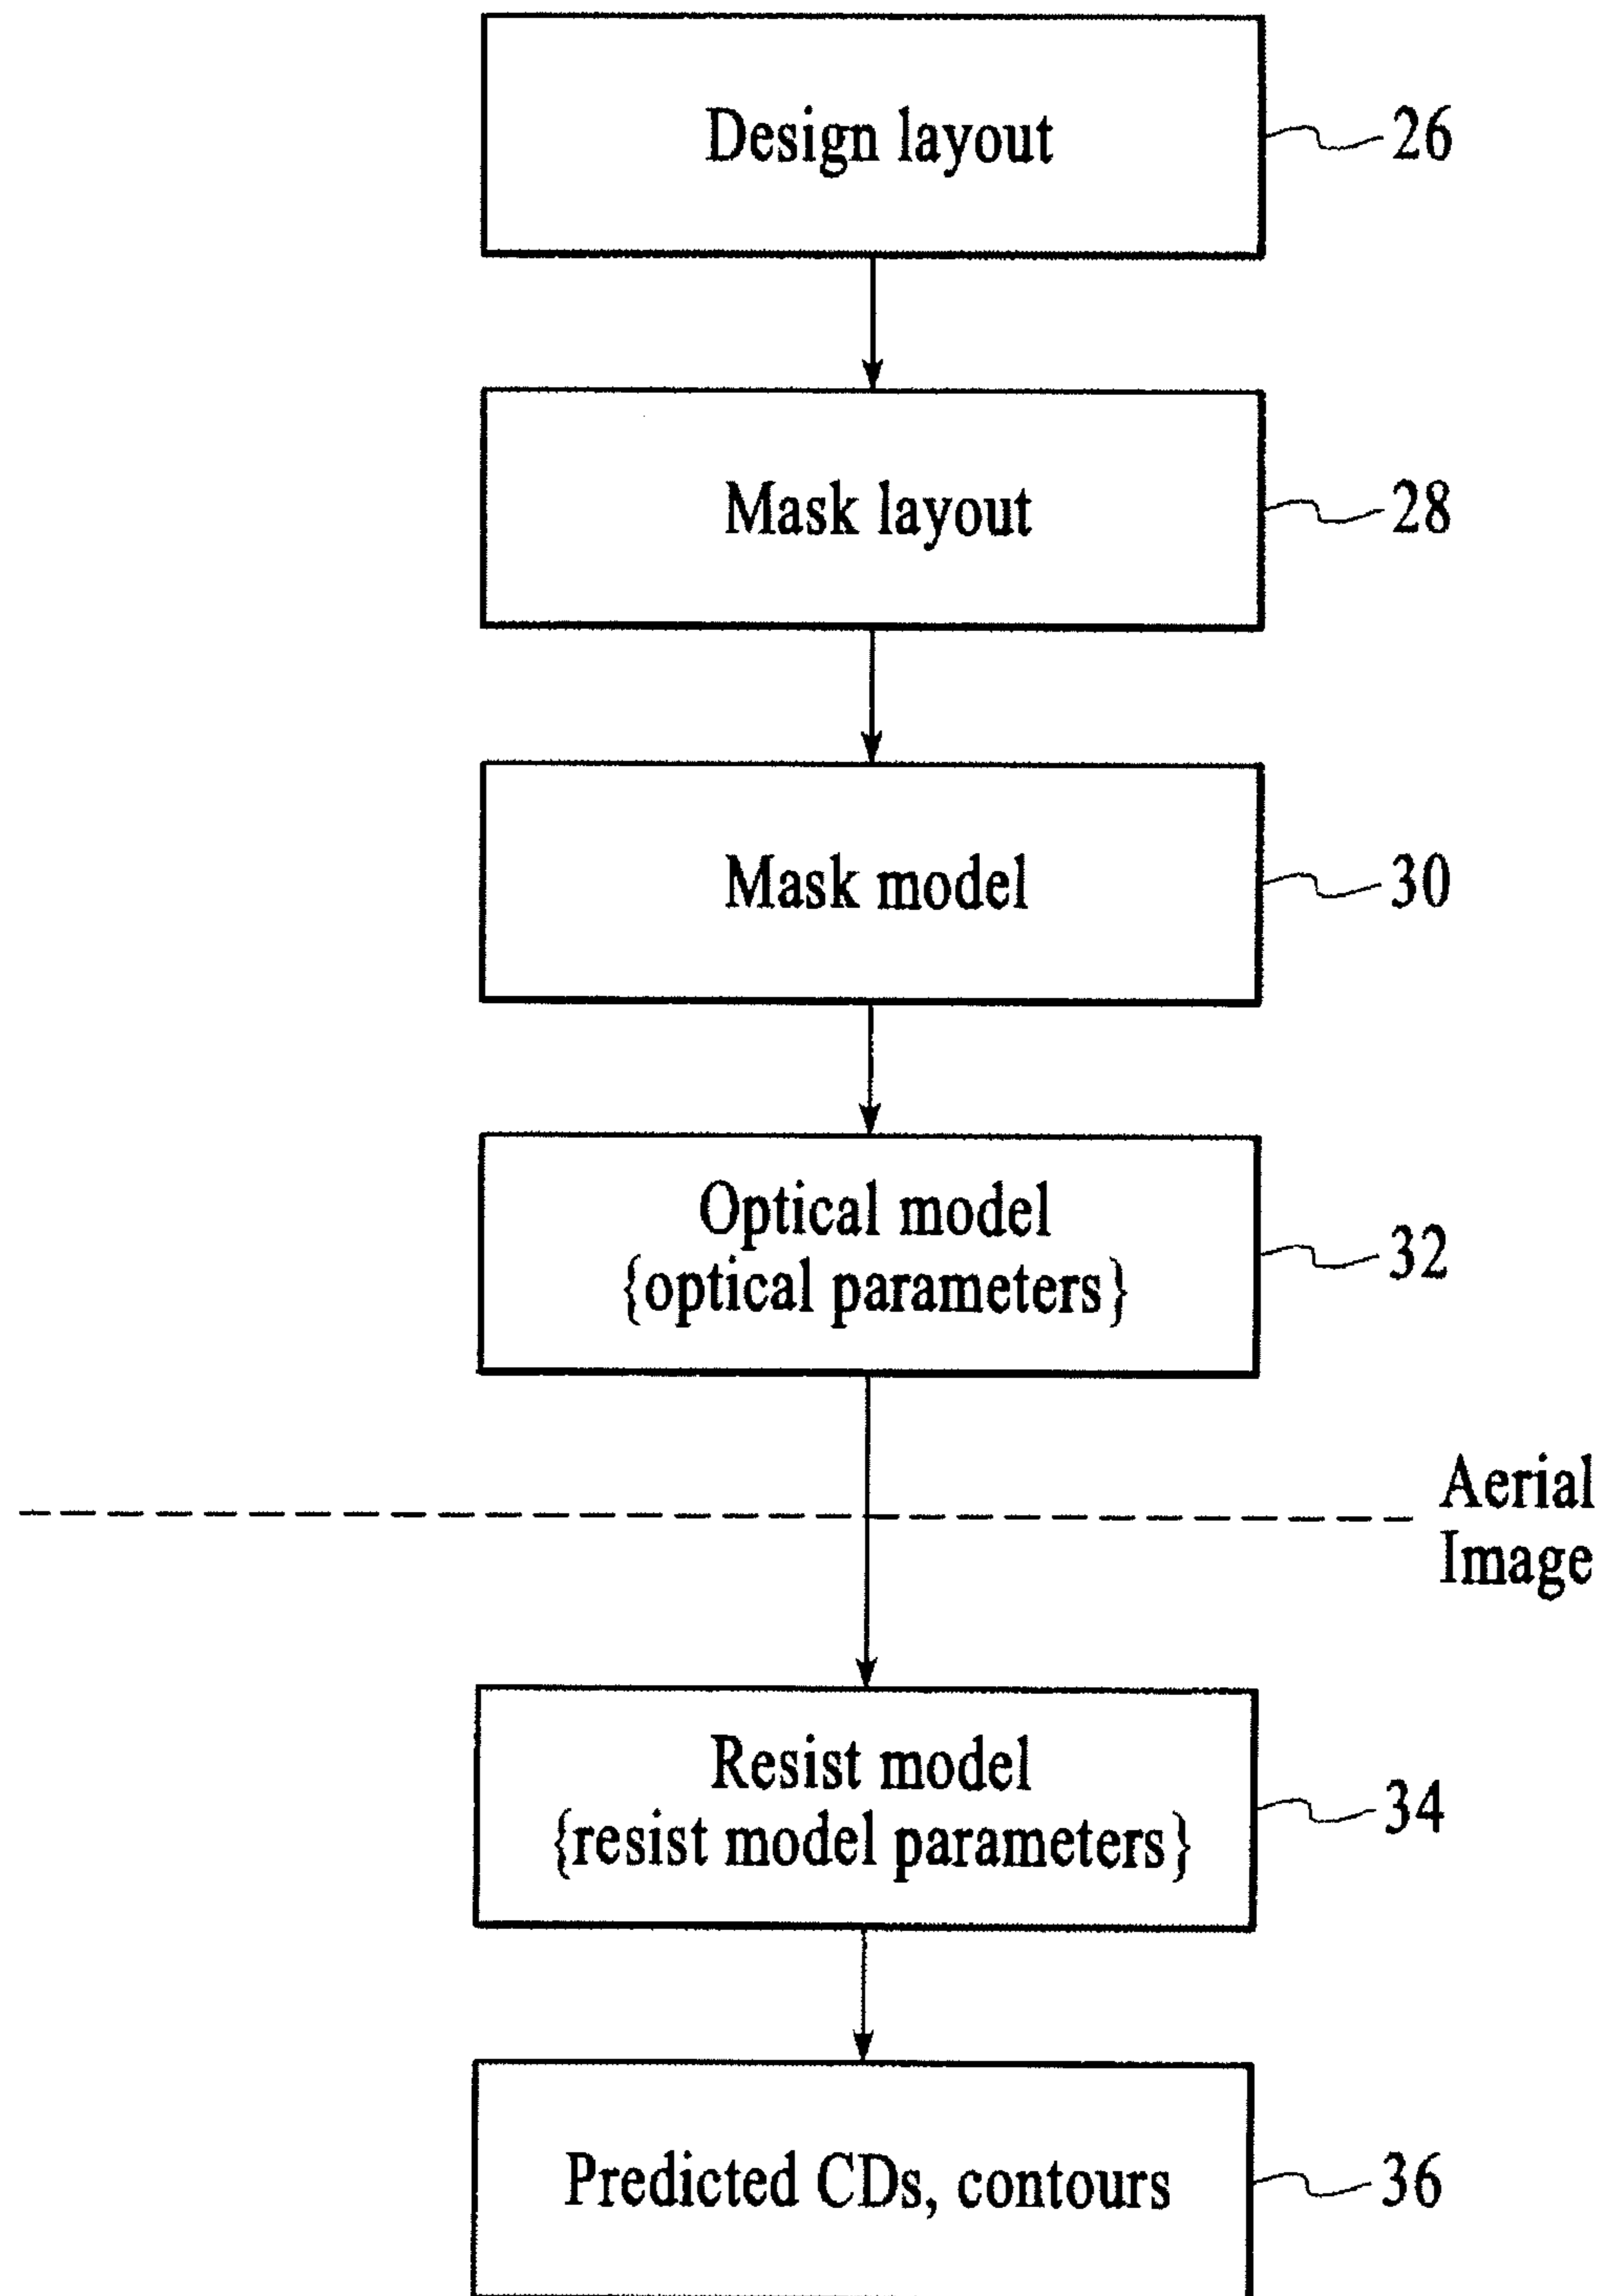 Design layout
26
Mask layout
28
Mask model
30
Optical model
{optical parameters}
32
Aerial
Image
Resist model
{resist model parameters}
34
Predicted CDs, contours
36